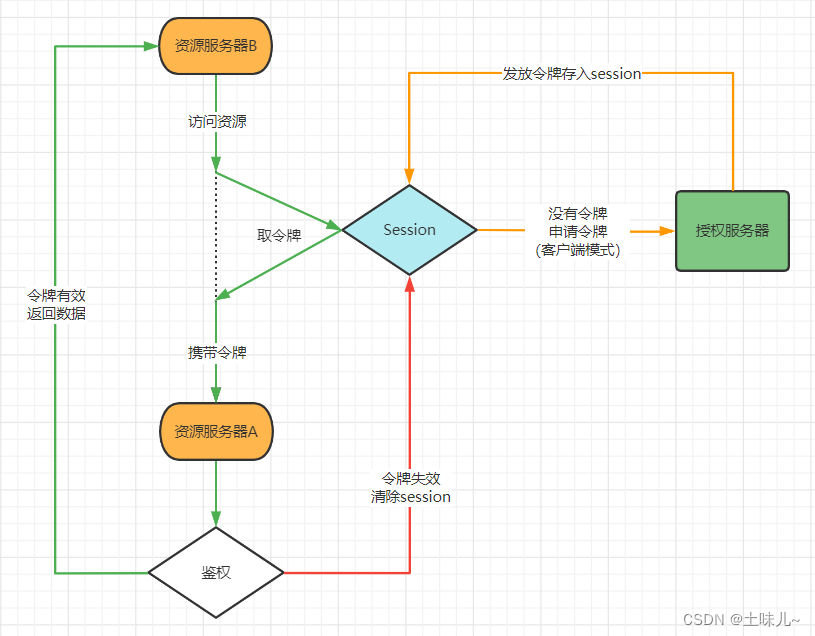 资源服务器B
发放令牌存入session
访问资源
没有令牌
申请令牌
(客户端模式)
Session
授权服务器
取令牌
令牌有效
返回数据
携带令牌
资源服务器A
令牌失效
清除session
鉴权
CSDN @土味儿~